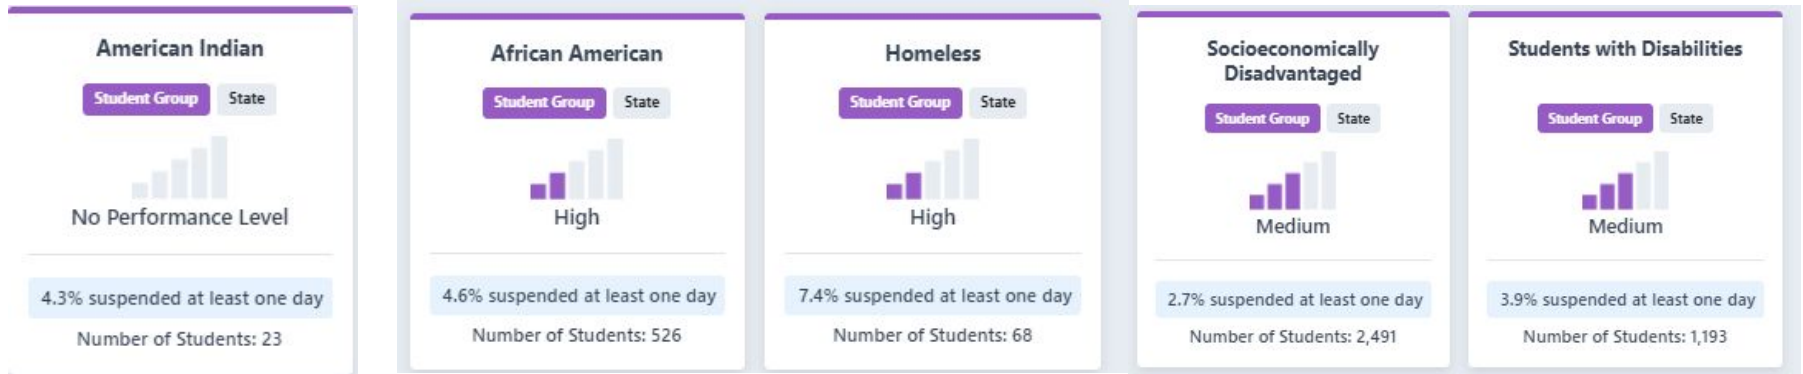 American Indian
Student Group State
No Performance Level
4.3% suspended at least one day
Number of Students: 23
African American
Student Group State
High
4.6% suspended at least one day
Number of Students: 526
Homeless
Student Group State
High
7.4% suspended at least one day
Number of Students: 68
Socioeconomically
Disadvantaged
Student Group State
Medium
2.7% suspended at least one day
Number of Students: 2,491
Students with Disabilities
Student Group State
Medium
3.9% suspended at least one day
Number of Students: 1,193